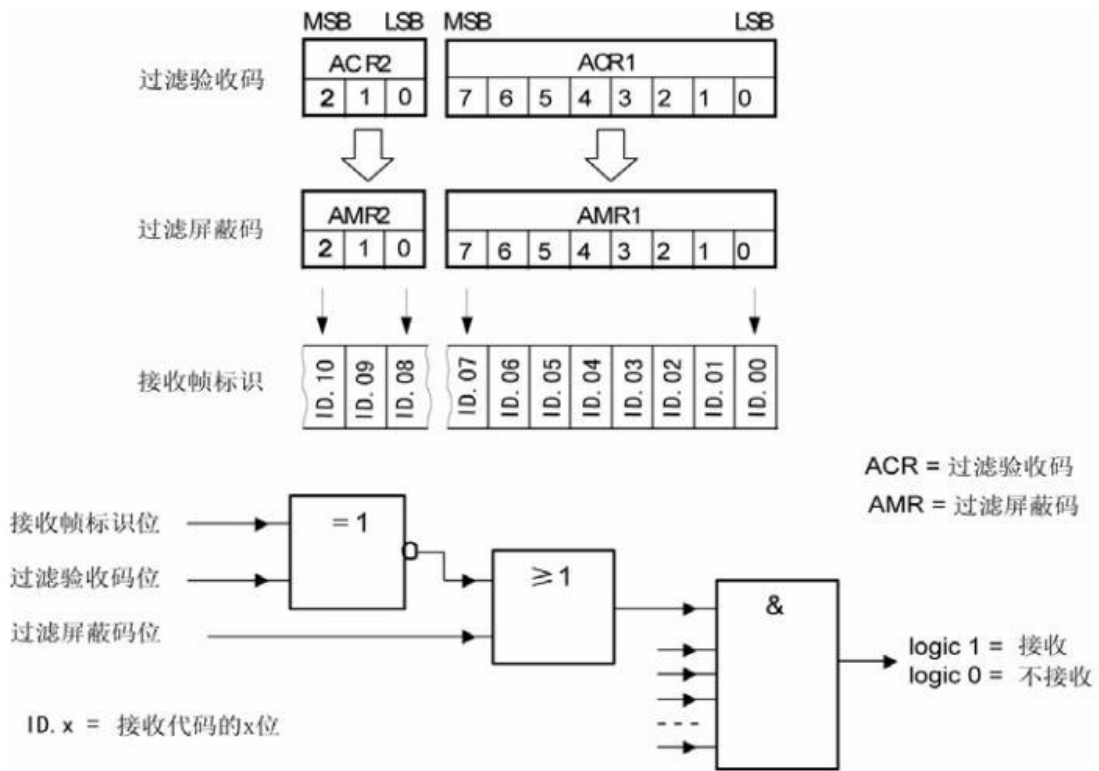 MSB LSB MSB LSB
过滤验收码 ACR2 ACR1
2 1 0 7 6 5 4 3 2 1 0
过滤屏蔽码 AMR2 AMR1
2 1 0 7 6 5 4 3 2 1 0
接收帧标识 ID.10 ID.09 ID.08 ID.07 ID.06 ID.05 ID.04 ID.03 ID.02 ID.01 ID.00
ACR = 过滤验收码
AMR = 过滤屏蔽码
接收帧标识位 =1
过滤验收码位 ≥1
过滤屏蔽码位 &
logic 1 = 接收
logic 0 = 不接收
ID.x = 接收代码的x位